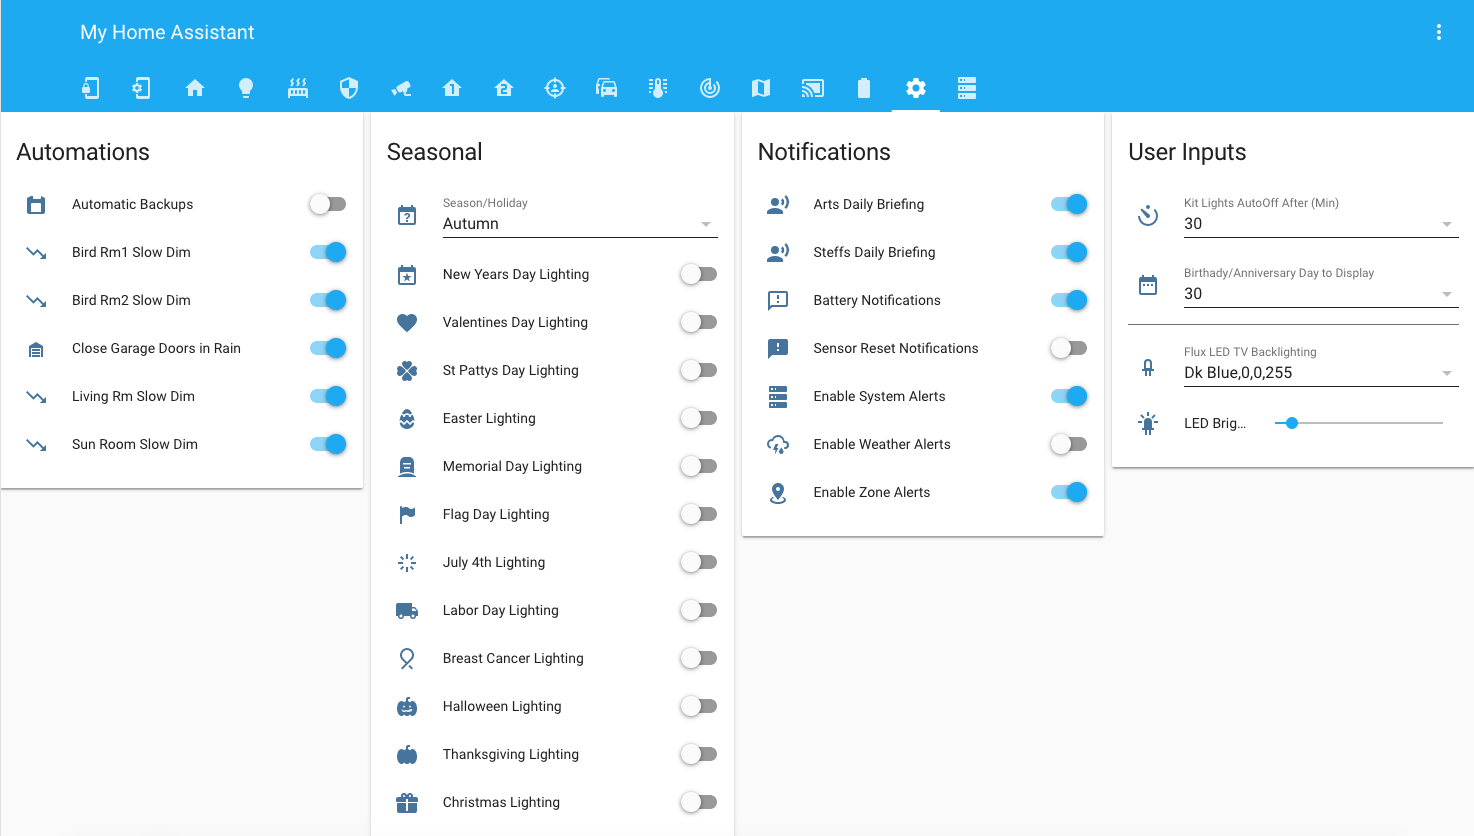 My Home Assistant
1
2
Automations
Automatic Backups
Bird Rm1 Slow Dim
Bird Rm2 Slow Dim
Close Garage Doors in Rain
Living Rm Slow Dim
Sun Room Slow Dim
Seasonal
Season/Holiday
Autumn
New Years Day Lighting
Valentines Day Lighting
St Pattys Day Lighting
Easter Lighting
Memorial Day Lighting
Flag Day Lighting
July 4th Lighting
Labor Day Lighting
Breast Cancer Lighting
Halloween Lighting
Thanksgiving Lighting
Christmas Lighting
Notifications
Arts Daily Briefing
Steffs Daily Briefing
Battery Notifications
Sensor Reset Notifications
Enable System Alerts
Enable Weather Alerts
Enable Zone Alerts
User Inputs
Kit Lights AutoOff After (Min)
30
Birthady/Anniversary Day to Display
30
Flux LED TV Backlighting
Dk Blue,0,0,255
LED Brig...